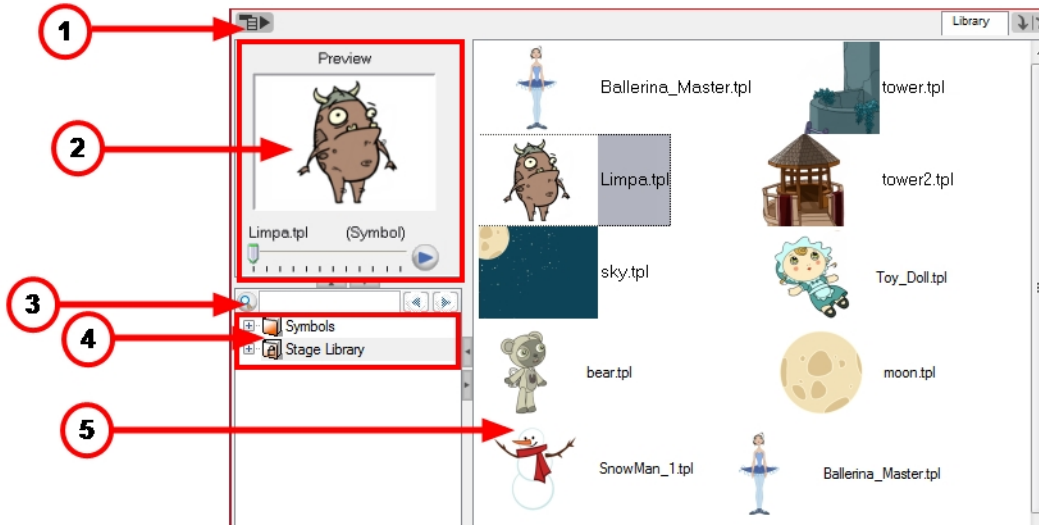 1
Library
Preview
2
Limpa.tpl (Symbol)
3
4
Symbols
Stage Library
5
Ballerina_Master.tpl
tower.tpl
Limpa.tpl
tower2.tpl
sky.tpl
Toy_Doll.tpl
bear.tpl
moon.tpl
SnowMan_1.tpl
Ballerina_Master.tpl